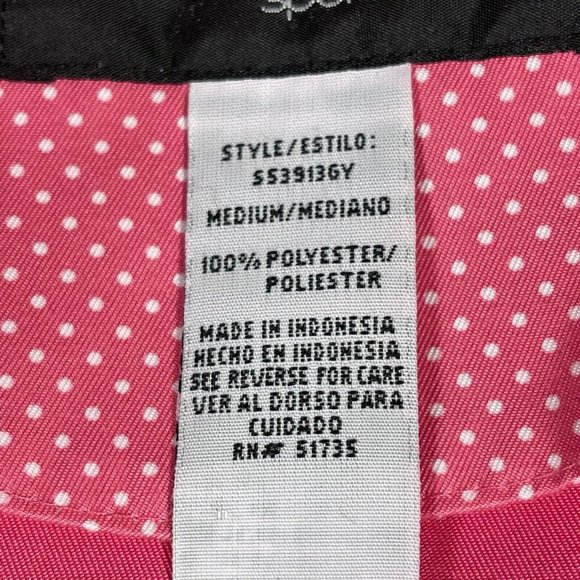 STYLE/ESTILO:
SS39136Y
MEDIUM/MEDIANO
100% POLYESTER/
POLIESTER
MADE IN INDONESIA
HECHO EN INDONESIA
SEE REVERSE FOR CARE
VER AL DORSO PARA
CUIDADO
RN# 51735